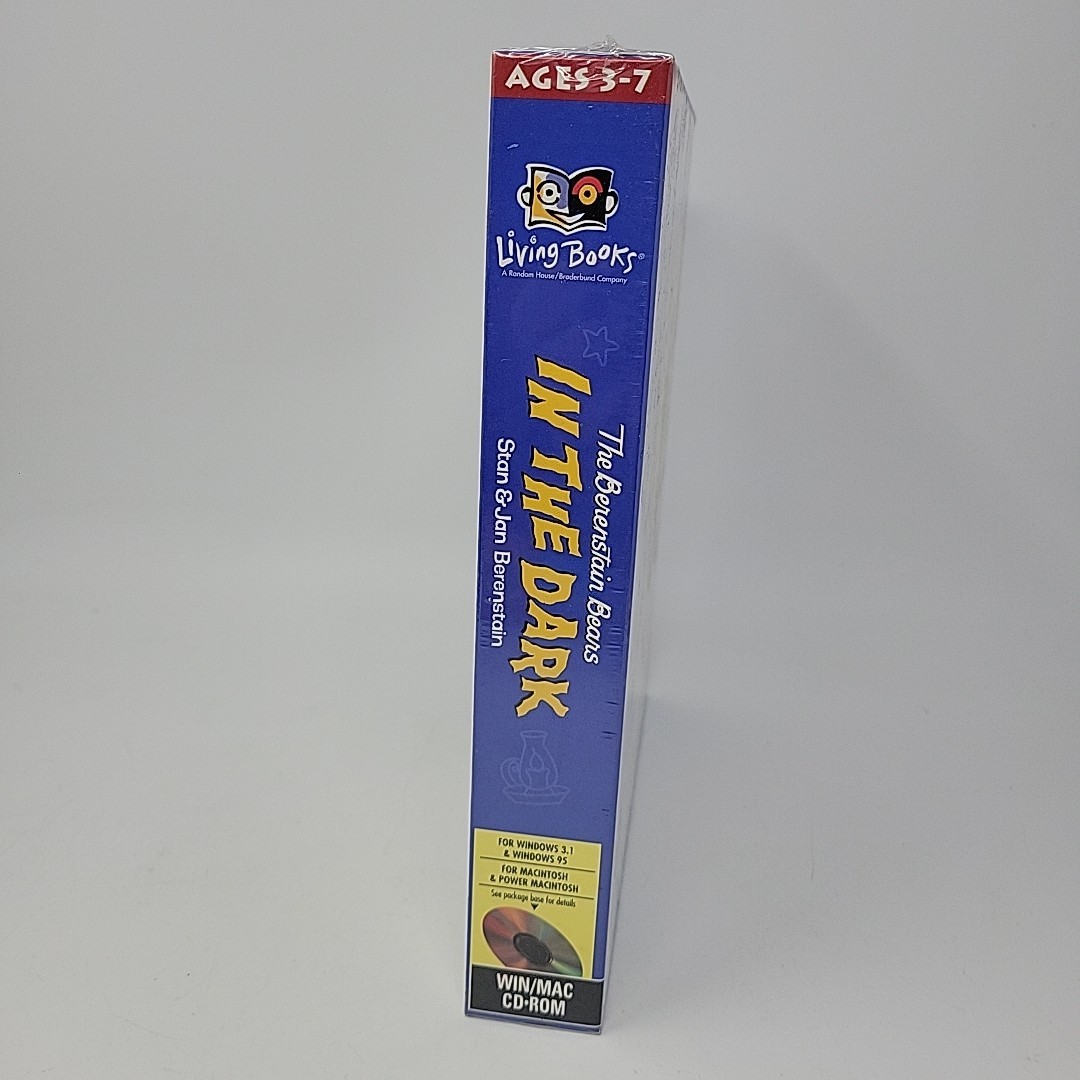 AGES 3-7
Living Books®
A Random House/Broderbund Company
The Berenstain Bears
IN THE DARK
Stan & Jan Berenstain
FOR WINDOWS 3.1
& WINDOWS 95
FOR MACINTOSH
& POWER MACINTOSH
See package base for details
WIN/MAC
CD•ROM